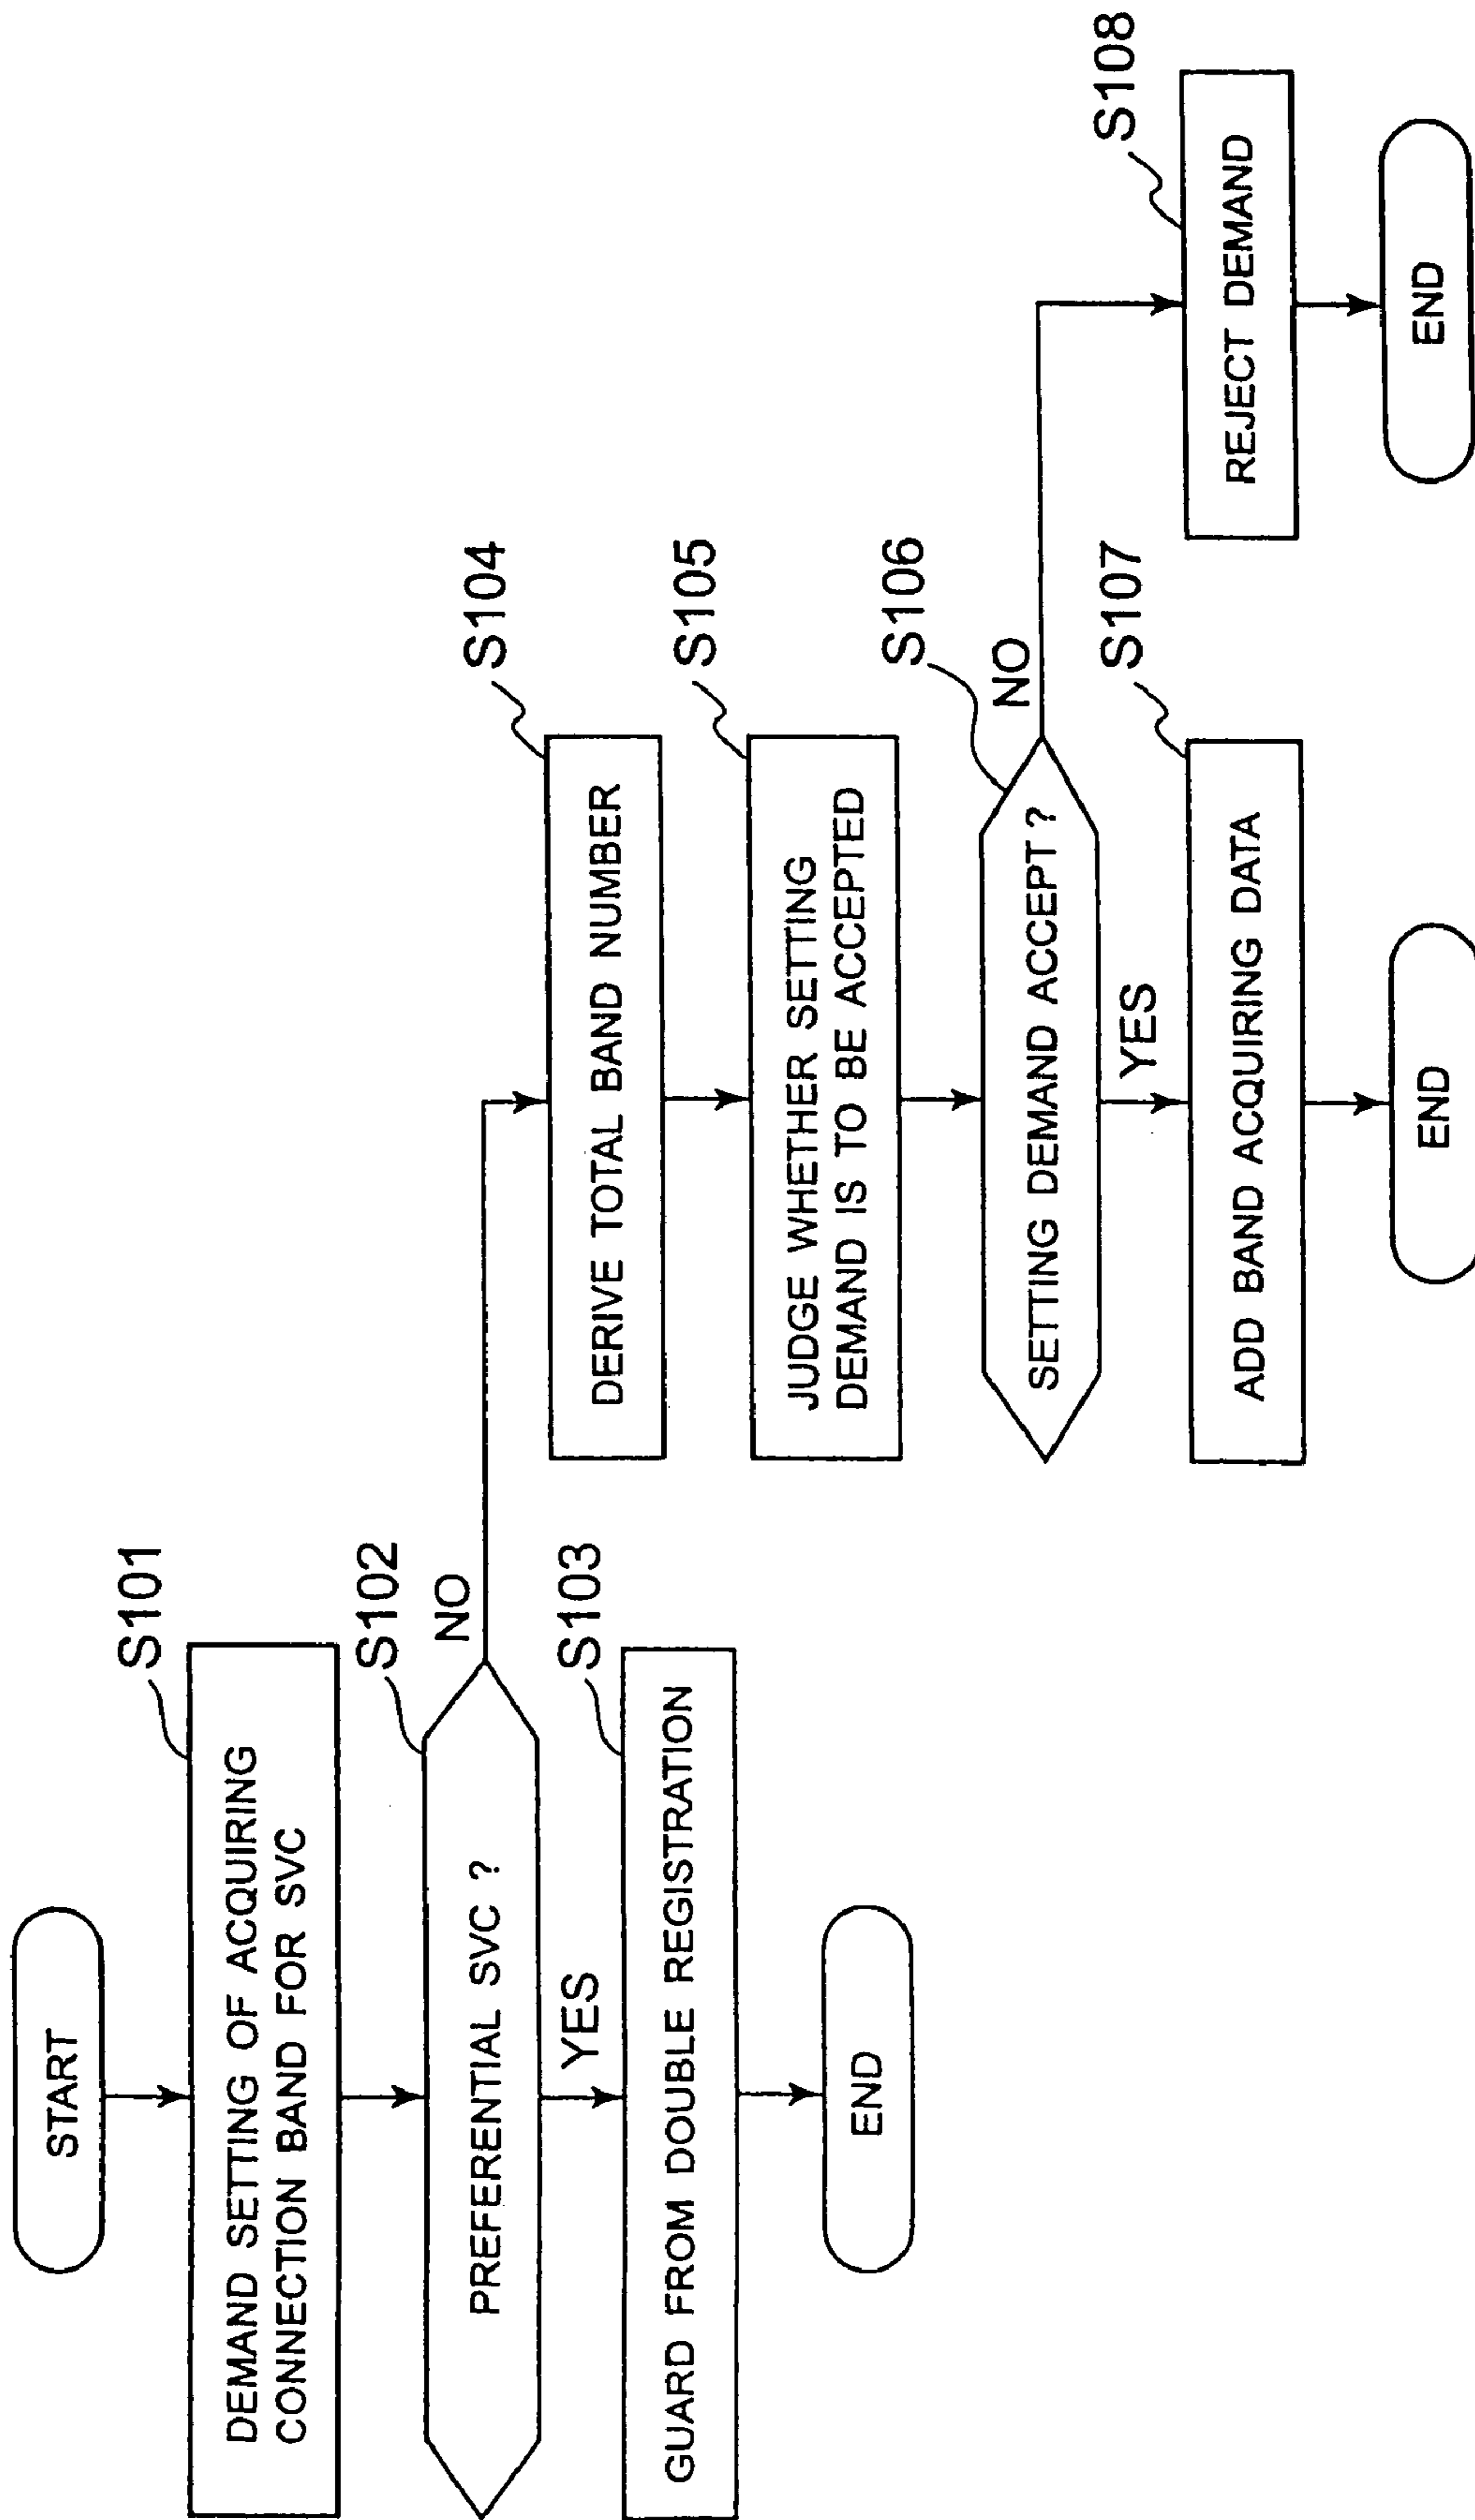 START
S101
DEMAND SETTING OF ACQUIRING
CONNECTION BAND FOR SVC
S102
PREFERENTIAL SVC ?
NO
YES
S103
GUARD FROM DOUBLE REGISTRATION
END
S104
DERIVE TOTAL BAND NUMBER
S105
JUDGE WHETHER SETTING
DEMAND IS TO BE ACCEPTED
S106
SETTING DEMAND ACCEPT ?
NO
YES
S107
ADD BAND ACQUIRING DATA
END
S108
REJECT DEMAND
END